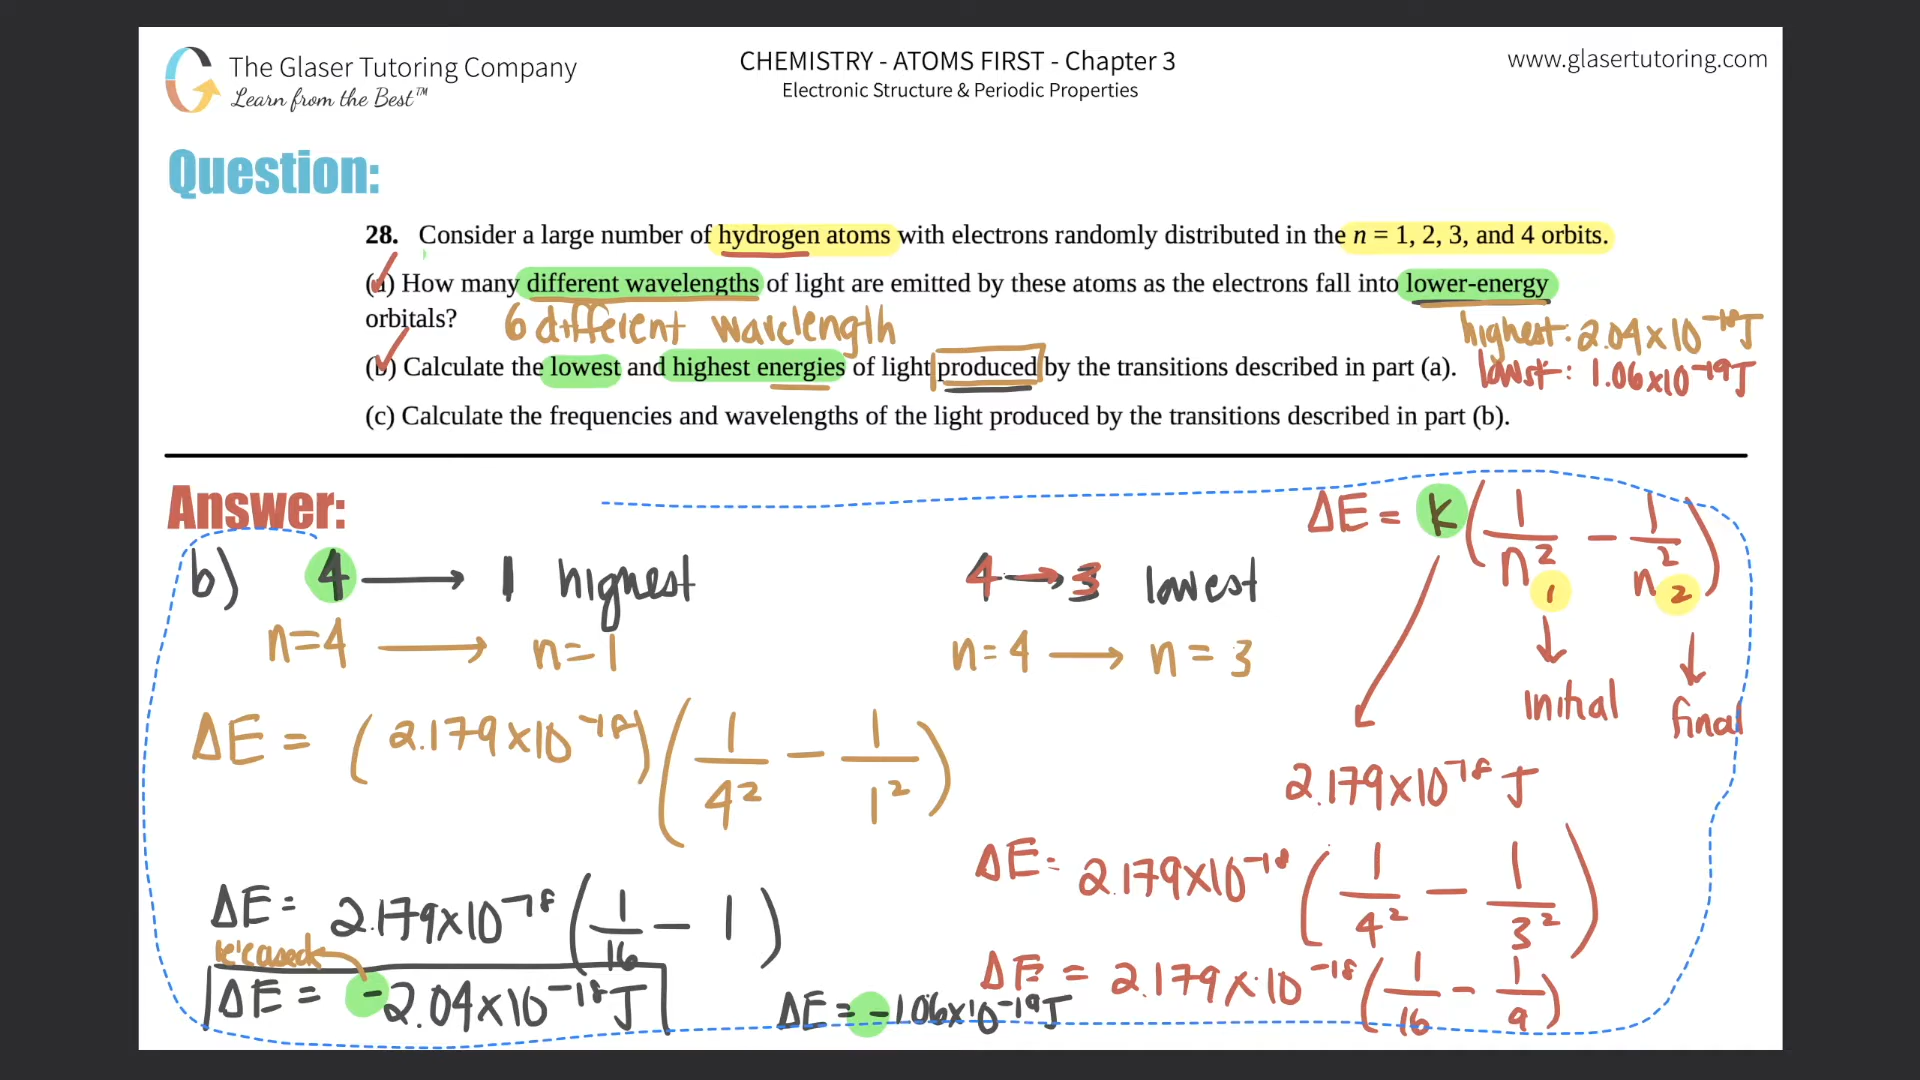 The Glaser Tutoring Company
Learn from the Best™
CHEMISTRY - ATOMS FIRST - Chapter 3
Electronic Structure & Periodic Properties
www.glasertutoring.com
Question:
28. Consider a large number of hydrogen atoms with electrons randomly distributed in the n = 1, 2, 3, and 4 orbits.
(a) How many different wavelengths of light are emitted by these atoms as the electrons fall into lower-energy
orbitals?
6 different wavelength
highest: 2.04x10^-18 J
(b) Calculate the lowest and highest energies of light produced by the transitions described in part (a).
lowst: 1.06x10^-19 J
(c) Calculate the frequencies and wavelengths of the light produced by the transitions described in part (b).
Answer:
ΔE = k (1/n²₁ − 1/n²₂)
initial
final
2.179x10^-18 J
b) 4 → 1 highest
n=4 → n=1
ΔE = (2.179x10^-18) (1/4² − 1/1²)
ΔE = 2.179x10^-18 (1/16 − 1)
released
ΔE = -2.04x10^-18 J
4 → 3 lowest
n=4 → n=3
ΔE = 2.179x10^-18 (1/4² − 1/3²)
ΔE = 2.179x10^-18 (1/16 − 1/9)
ΔE = -1.06x10^-19 J